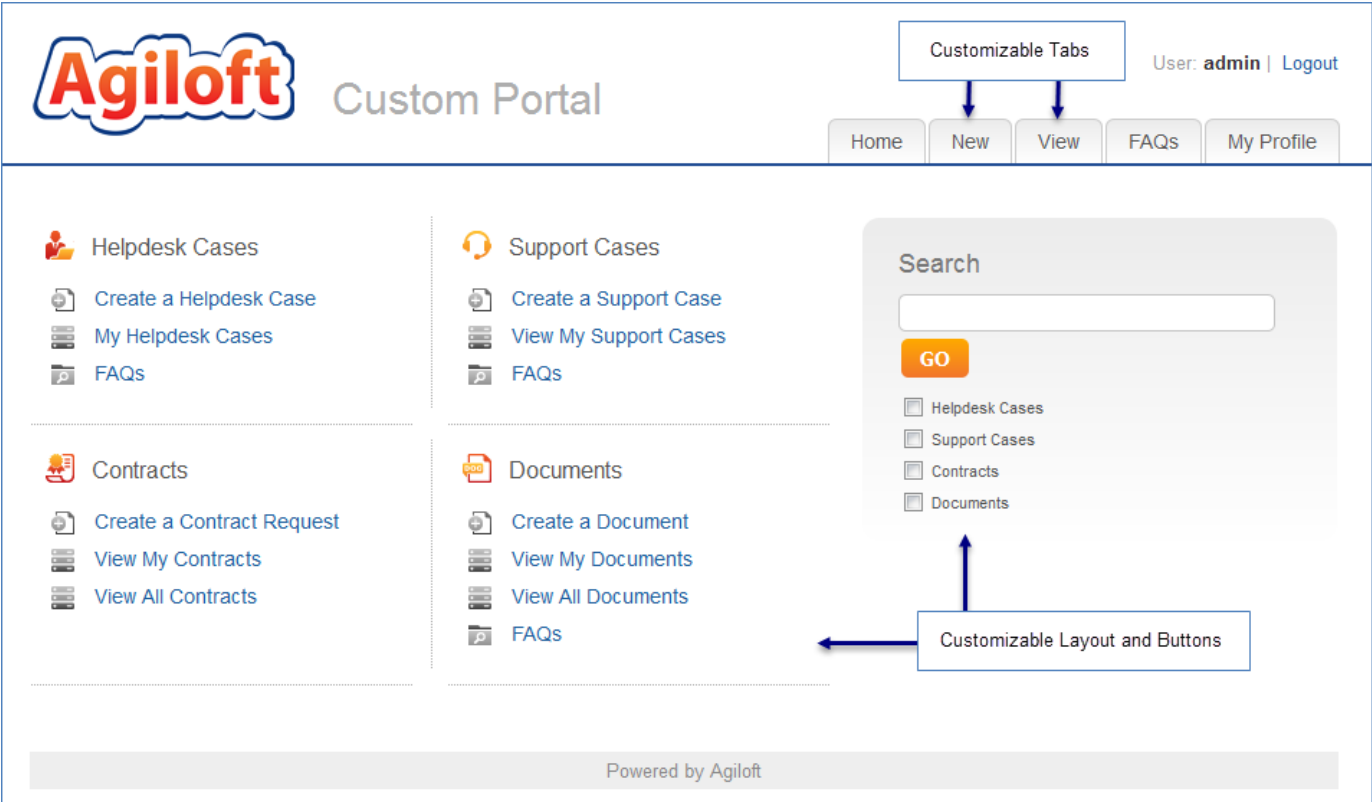 Agiloft
Custom Portal
Customizable Tabs
User: admin | Logout
Home New View FAQs My Profile
Helpdesk Cases
Create a Helpdesk Case
My Helpdesk Cases
FAQs
Support Cases
Create a Support Case
View My Support Cases
FAQs
Contracts
Create a Contract Request
View My Contracts
View All Contracts
DOC
Documents
Create a Document
View My Documents
View All Documents
FAQs
Search
GO
Helpdesk Cases
Support Cases
Contracts
Documents
Customizable Layout and Buttons
Powered by Agiloft